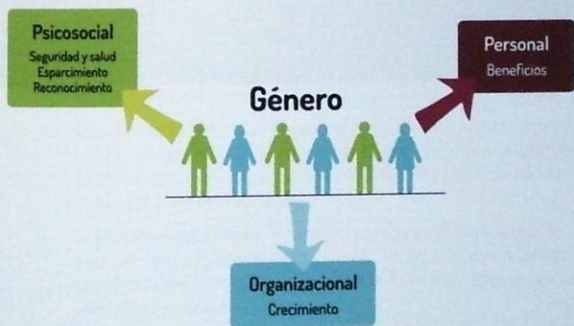 Psicosocial
Seguridad y salud
Esparcimiento
Reconocimiento
Personal
Beneficios
Género
Organizacional
Crecimiento